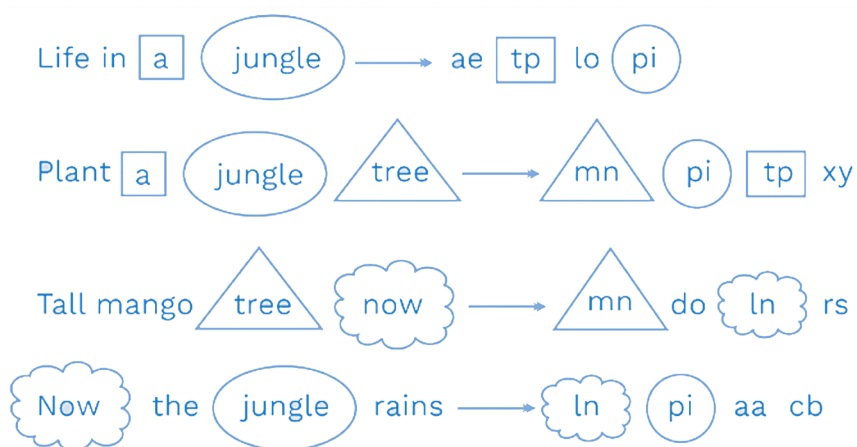 Life in a jungle → ae tp lo pi
Plant a jungle tree → mn pi tp xy
Tall mango tree now → mn do ln rs
Now the jungle rains → ln pi aa cb